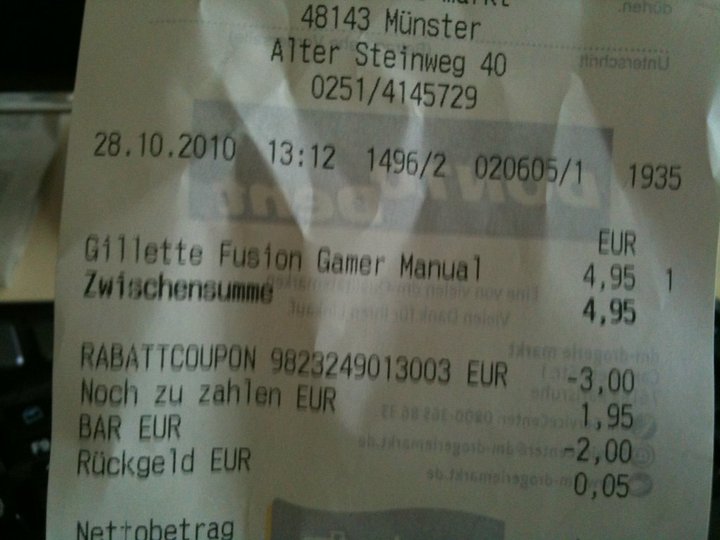 markt
48143 Münster
Alter Steinweg 40
0251/4145729
28.10.2010 13:12 1496/2 020605/1 1935
EUR
Gillette Fusion Gamer Manual 4,95 1
Zwischensumme 4,95
RABATTCOUPON 9823249013003 EUR -3,00
Noch zu zahlen EUR 1,95
BAR EUR -2,00
Rückgeld EUR 0,05
Nettobetrag